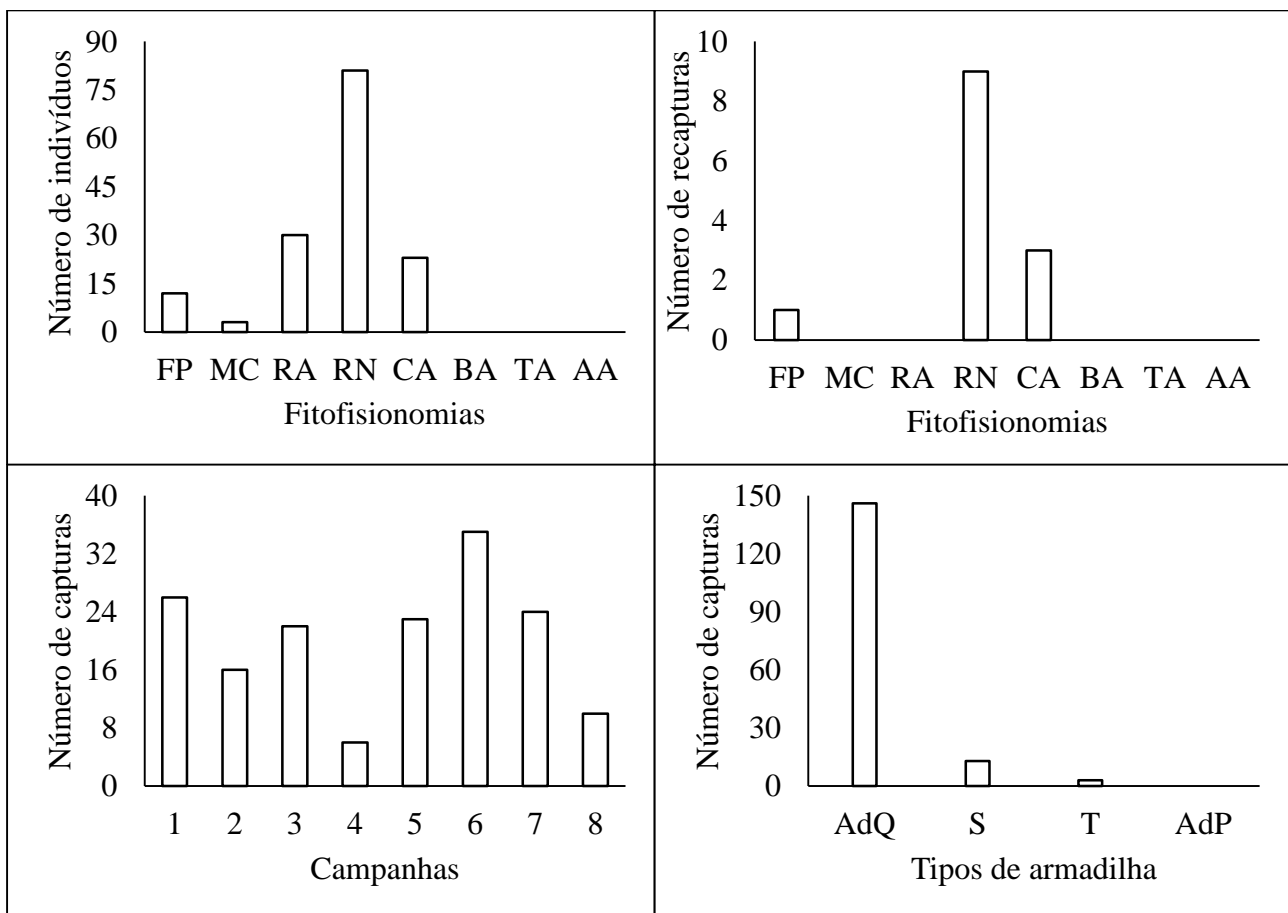 Número de indivíduos
90
75
60
45
30
15
0
FP MC RA RN CA BA TA AA
Fitofisionomias
Número de recapturas
10
8
6
4
2
0
FP MC RA RN CA BA TA AA
Fitofisionomias
Número de capturas
40
32
24
16
8
0
1 2 3 4 5 6 7 8
Campanhas
Número de capturas
150
120
90
60
30
0
AdQ S T AdP
Tipos de armadilha